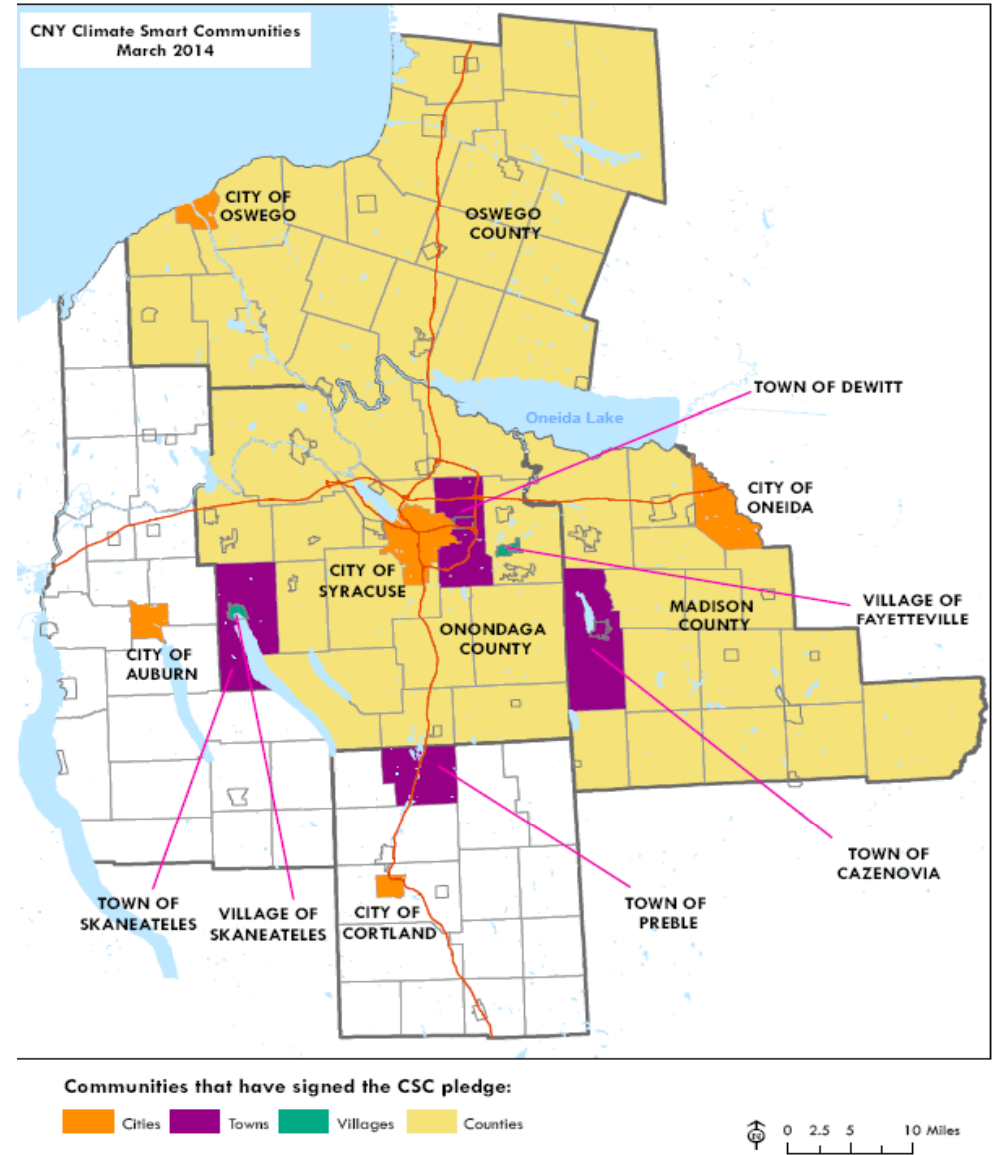 CNY Climate Smart Communities
March 2014
CITY OF
OSWEGO
OSWEGO
COUNTY
TOWN OF DEWITT
Oneida Lake
CITY OF
ONEIDA
CITY OF
SYRACUSE
VILLAGE OF
FAYETTEVILLE
MADISON
COUNTY
ONONDAGA
COUNTY
CITY OF
AUBURN
TOWN OF
CAZENOVIA
TOWN OF
SKANEATELES
VILLAGE OF
SKANEATELES
CITY OF
CORTLAND
TOWN OF
PREBLE
Communities that have signed the CSC pledge:
Cities Towns Villages Counties
N 0 2.5 5 10 Miles